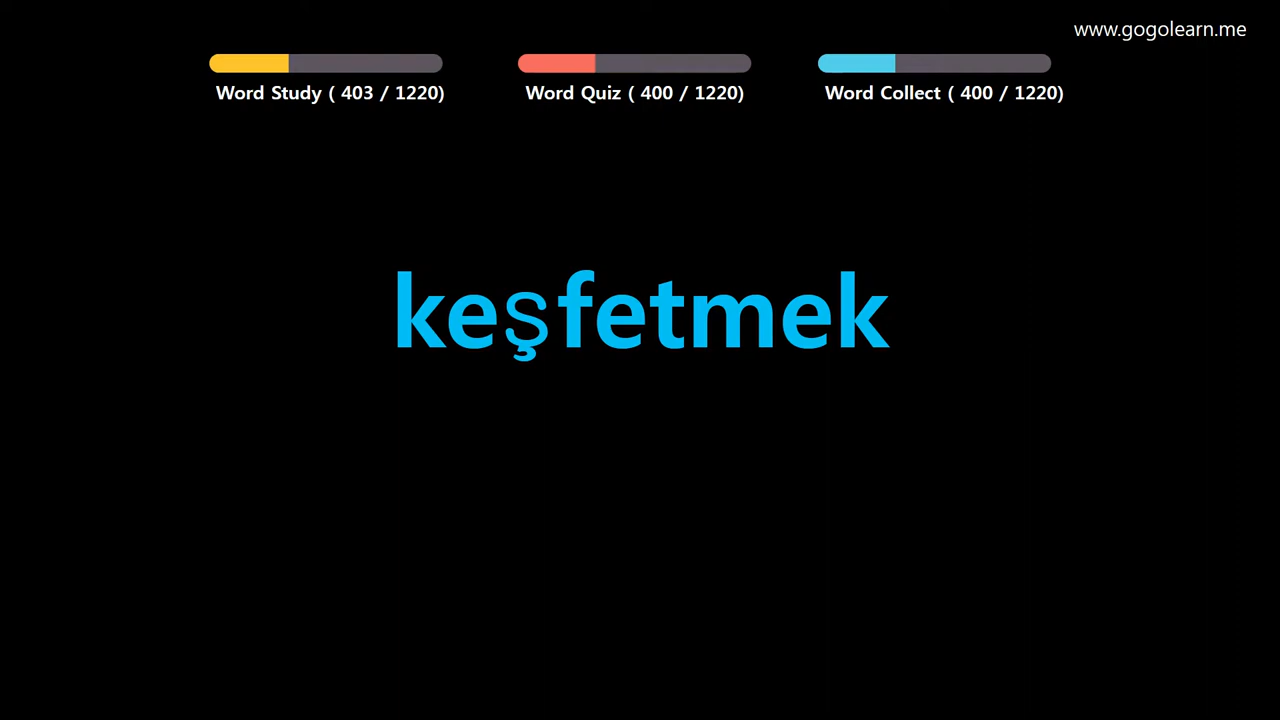 www.gogolearn.me
Word Study ( 403 / 1220)
Word Quiz ( 400 / 1220)
Word Collect ( 400 / 1220)
keşfetmek